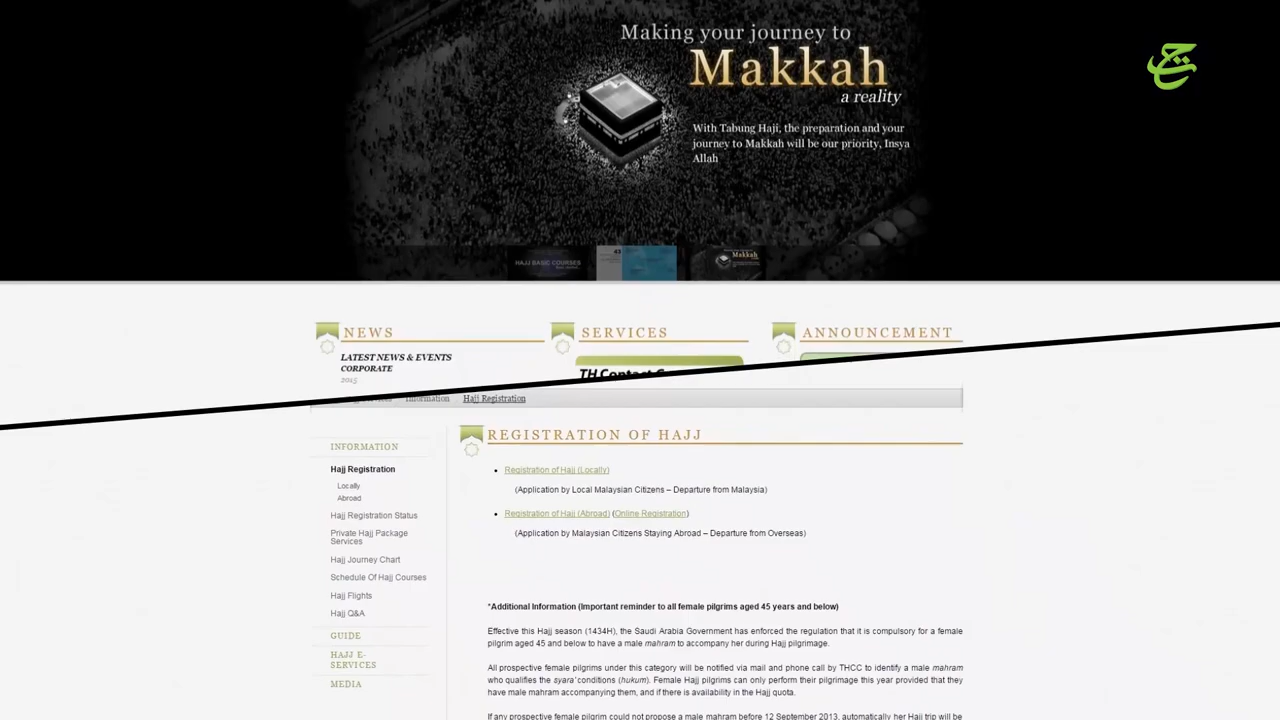 Making your journey to
Makkah
a reality
With Tabung Haji, the preparation and your
journey to Makkah will be our priority, Insya
Allah
HAJJ BASIC COURSES
Makkah
NEWS
SERVICES
ANNOUNCEMENT
LATEST NEWS & EVENTS
CORPORATE
2015
TH Contact
Information
Hajj Registration
REGISTRATION OF HAJJ
INFORMATION
Hajj Registration
Locally
Abroad
Hajj Registration Status
Private Hajj Package
Services
Hajj Journey Chart
Schedule Of Hajj Courses
Hajj Flights
Hajj Q&A
GUIDE
HAJJ E-
SERVICES
MEDIA
• Registration of Hajj (Locally)
(Application by Local Malaysian Citizens – Departure from Malaysia)
• Registration of Hajj (Abroad) (Online Registration)
(Application by Malaysian Citizens Staying Abroad – Departure from Overseas)
*Additional Information (Important reminder to all female pilgrims aged 45 years and below)
Effective this Hajj season (1434H), the Saudi Arabia Government has enforced the regulation that it is compulsory for a female
pilgrim aged 45 and below to have a male mahram to accompany her during Hajj pilgrimage.
All prospective female pilgrims under this category will be notified via mail and phone call by THCC to identify a male mahram
who qualifies the syara' conditions (hukum). Female Hajj pilgrims can only perform their pilgrimage this year provided that they
have male mahram accompanying them, and if there is availability in the Hajj quota.
If any prospective female pilgrim could not propose a male mahram before 12 September 2013, automatically her Hajj trip will be